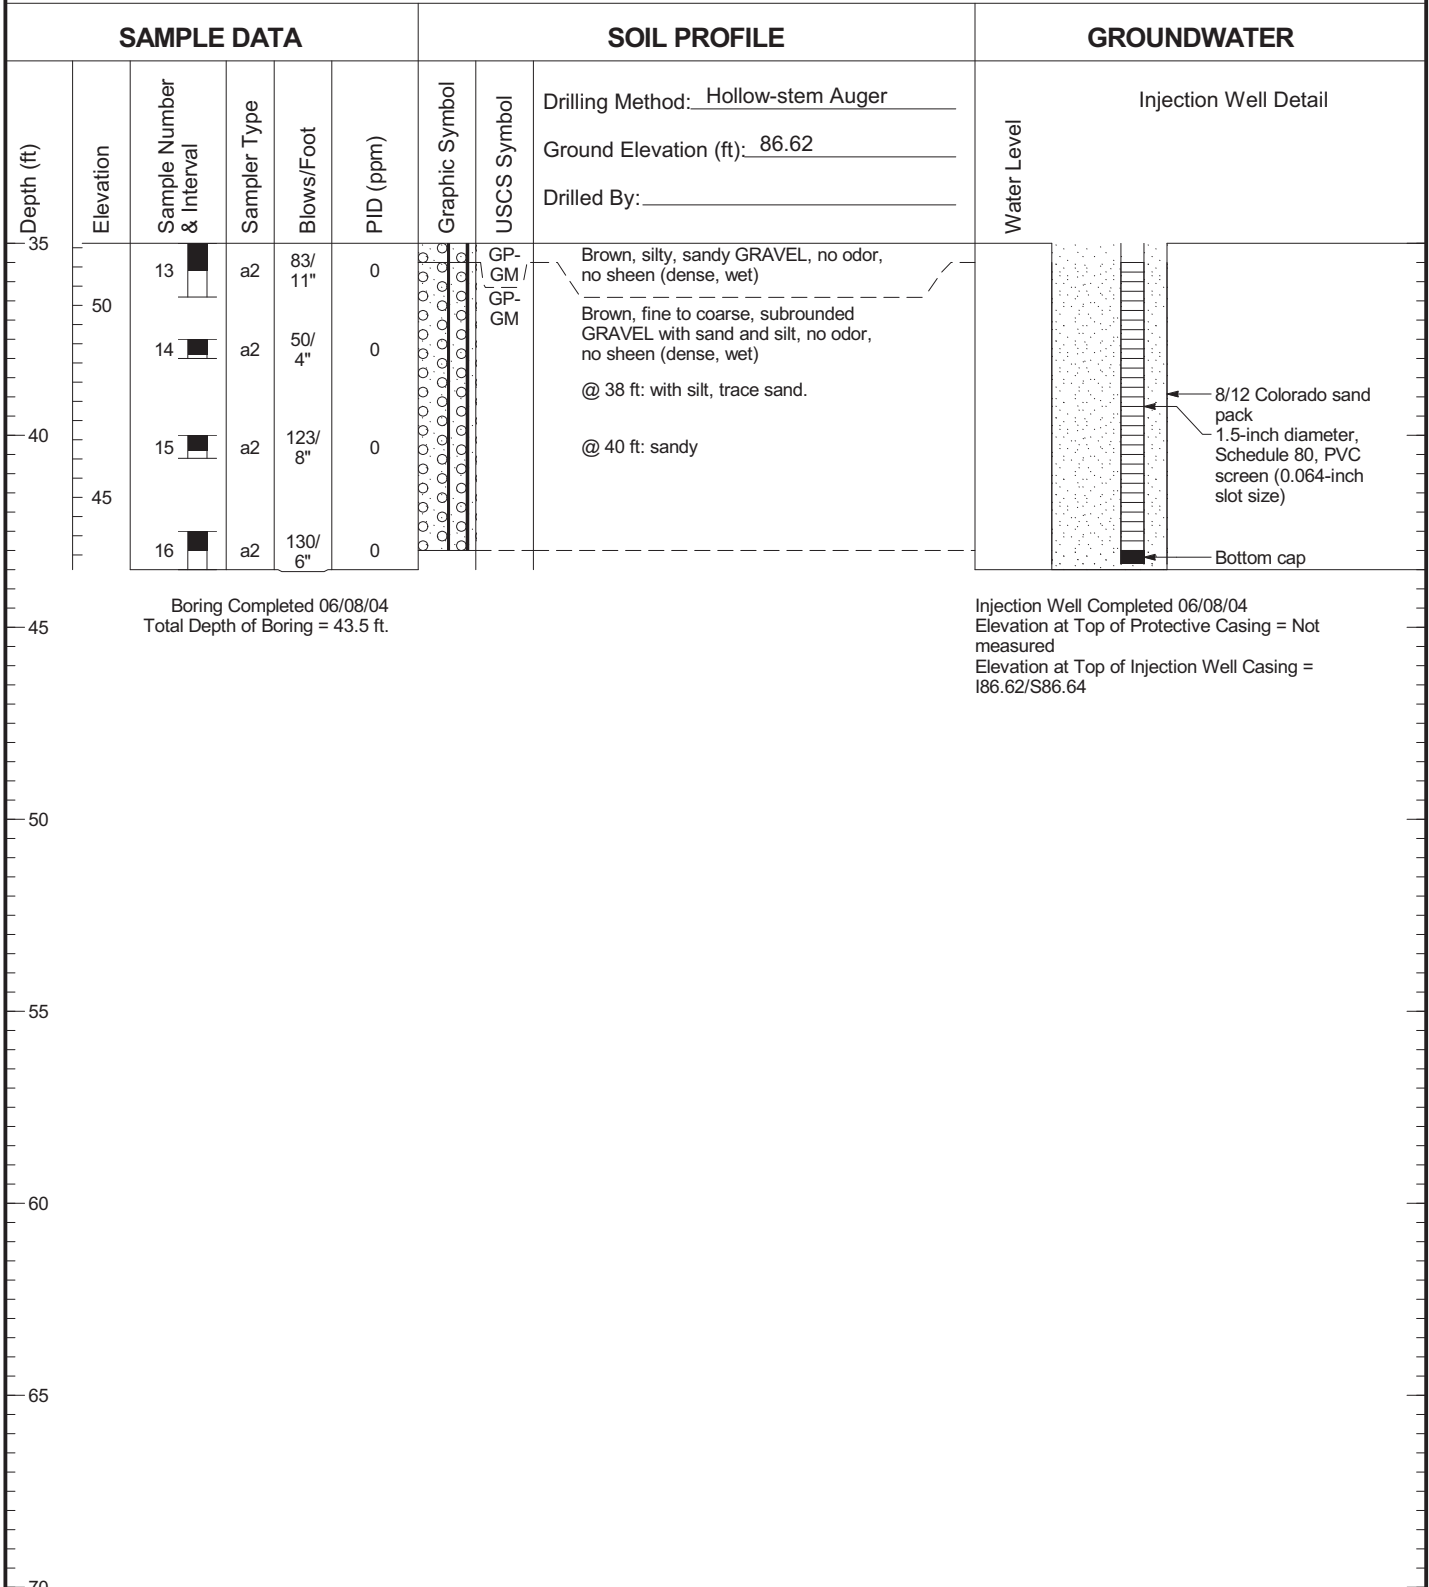 SAMPLE DATA
SOIL PROFILE
GROUNDWATER
Depth (ft)
Elevation
Sample Number
& Interval
Sampler Type
Blows/Foot
PID (ppm)
Graphic Symbol
USCS Symbol
Drilling Method: Hollow-stem Auger
Ground Elevation (ft): 86.62
Drilled By:
Water Level
Injection Well Detail
35
13
a2
83/
11"
0
GP-
GM
Brown, silty, sandy GRAVEL, no odor,
no sheen (dense, wet)
50
GP-
GM
Brown, fine to coarse, subrounded
GRAVEL with sand and silt, no odor,
no sheen (dense, wet)
14
a2
50/
4"
0
@ 38 ft: with silt, trace sand.
8/12 Colorado sand
pack
1.5-inch diameter,
Schedule 80, PVC
screen (0.064-inch
slot size)
40
15
a2
123/
8"
0
@ 40 ft: sandy
45
16
a2
130/
6"
0
Bottom cap
Boring Completed 06/08/04
Total Depth of Boring = 43.5 ft.
Injection Well Completed 06/08/04
Elevation at Top of Protective Casing = Not
measured
Elevation at Top of Injection Well Casing =
I86.62/S86.64
45
50
55
60
65
70